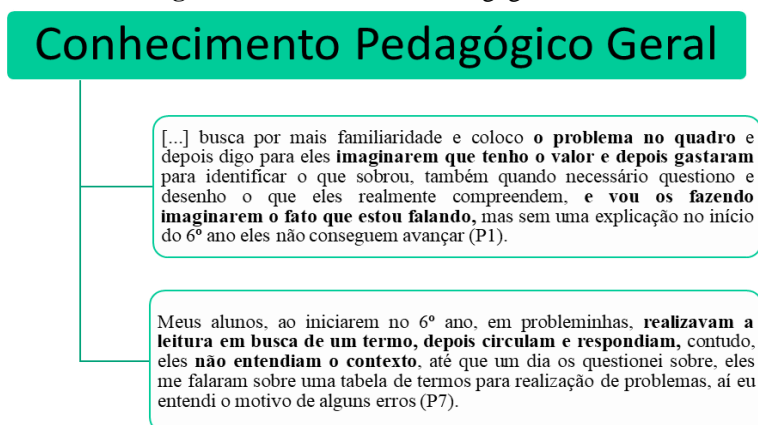 Conhecimento Pedagógico Geral
[...] busca por mais familiaridade e coloco o problema no quadro e
depois digo para eles imaginarem que tenho o valor e depois gastaram
para identificar o que sobrou, também quando necessário questiono e
desenho o que eles realmente compreendem, e vou os fazendo
imaginarem o fato que estou falando, mas sem uma explicação no início
do 6º ano eles não conseguem avançar (P1).
Meus alunos, ao iniciarem no 6º ano, em probleminhas, realizavam a
leitura em busca de um termo, depois circulam e respondiam, contudo,
eles não entendiam o contexto, até que um dia os questionei sobre, eles
me falaram sobre uma tabela de termos para realização de problemas, aí eu
entendi o motivo de alguns erros (P7).